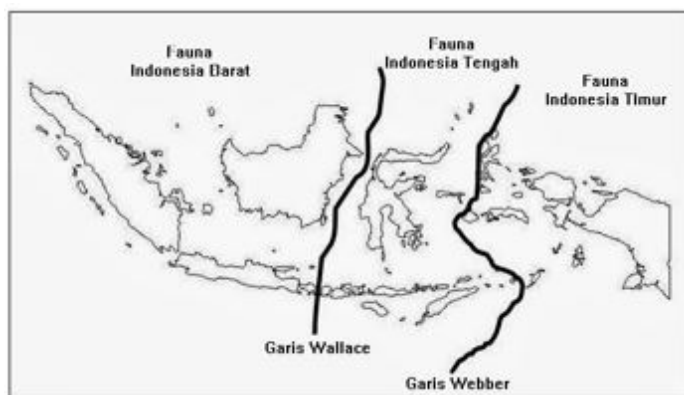 Fauna
Indonesia Barat
Fauna
Indonesia Tengah
Fauna
Indonesia Timur
Garis Wallace
Garis Webber